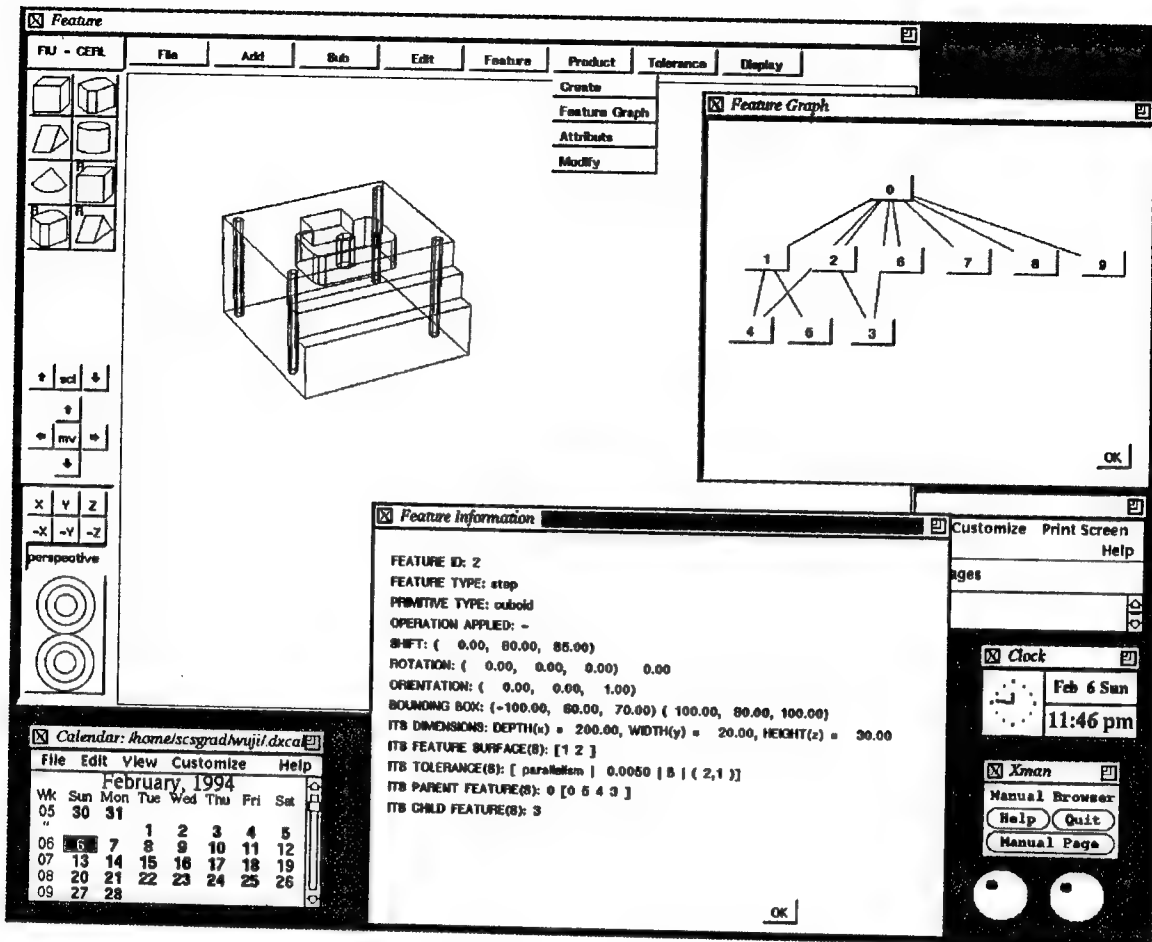 Feature
FIU - CERL File Add Sub Edit Feature Product Tolerance Display
Create
Feature Graph
Attribute
Modify
R
R R
scl
mv
X Y Z
-X -Y -Z
perspective
Feature Graph
0
1 2 6 7 8 9
4 5 3
OK
Feature Information
FEATURE ID: 2
FEATURE TYPE: step
PRIMITIVE TYPE: cuboid
OPERATION APPLIED: -
SHIFT: ( 0.00, 80.00, 85.00)
ROTATION: ( 0.00, 0.00, 0.00) 0.00
ORIENTATION: ( 0.00, 0.00, 1.00)
BOUNDING BOX: (-100.00, 60.00, 70.00) ( 100.00, 80.00, 100.00)
ITS DIMENSIONS: DEPTH(x) = 200.00, WIDTH(y) = 20.00, HEIGHT(z) = 30.00
ITS FEATURE SURFACE(S): [1 2 ]
ITS TOLERANCE(S): [ parallelism | 0.0050 | 5 | ( 2,1 )]
ITS PARENT FEATURE(S): 0 [0 5 4 3 ]
ITS CHILD FEATURE(S): 3
OK
Customize Print Screen
Help
ages
Clock
Feb 6 Sun
11:46 pm
Calendar: /home/scsgrad/wuji/.dxcal
File Edit View Customize Help
February, 1994
Wk Sun Mon Tue Wed Thu Fri Sat
05 30 31
" 1 2 3 4 5
06 6 7 8 9 10 11 12
07 13 14 15 16 17 18 19
08 20 21 22 23 24 25 26
09 27 28
Xman
Manual Browser
Help Quit
Manual Page